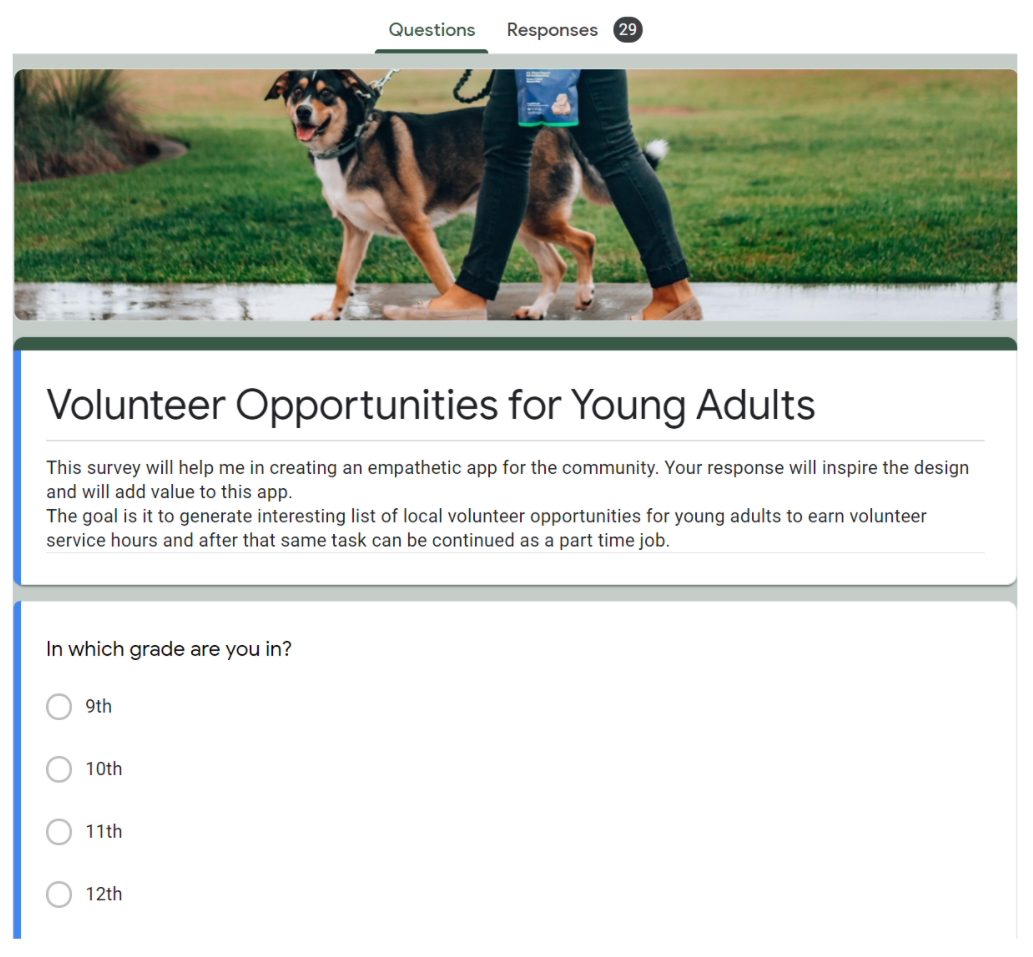 Questions Responses 29
Volunteer Opportunities for Young Adults
This survey will help me in creating an empathetic app for the community. Your response will inspire the design
and will add value to this app.
The goal is it to generate interesting list of local volunteer opportunities for young adults to earn volunteer
service hours and after that same task can be continued as a part time job.
In which grade are you in?
9th
10th
11th
12th